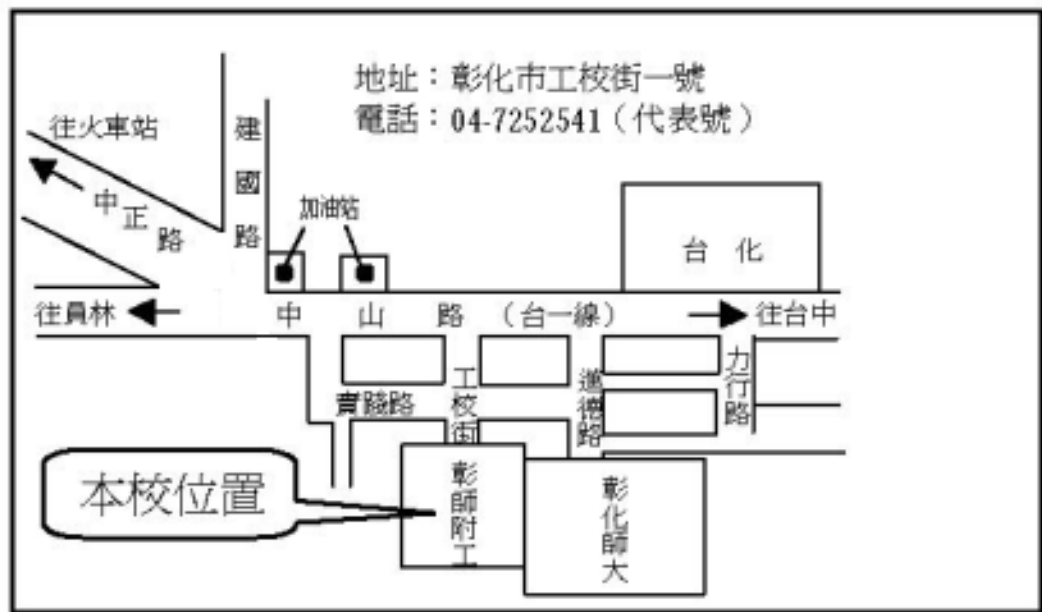 地址：彰化市工校街一號
電話：04-7252541（代表號）
往火車站
建國路
中正路
加油站
台化
往員林
中山路（台一線）
往台中
實踐路
工校街
道德路
力行路
本校位置
彰師附工
彰化師大